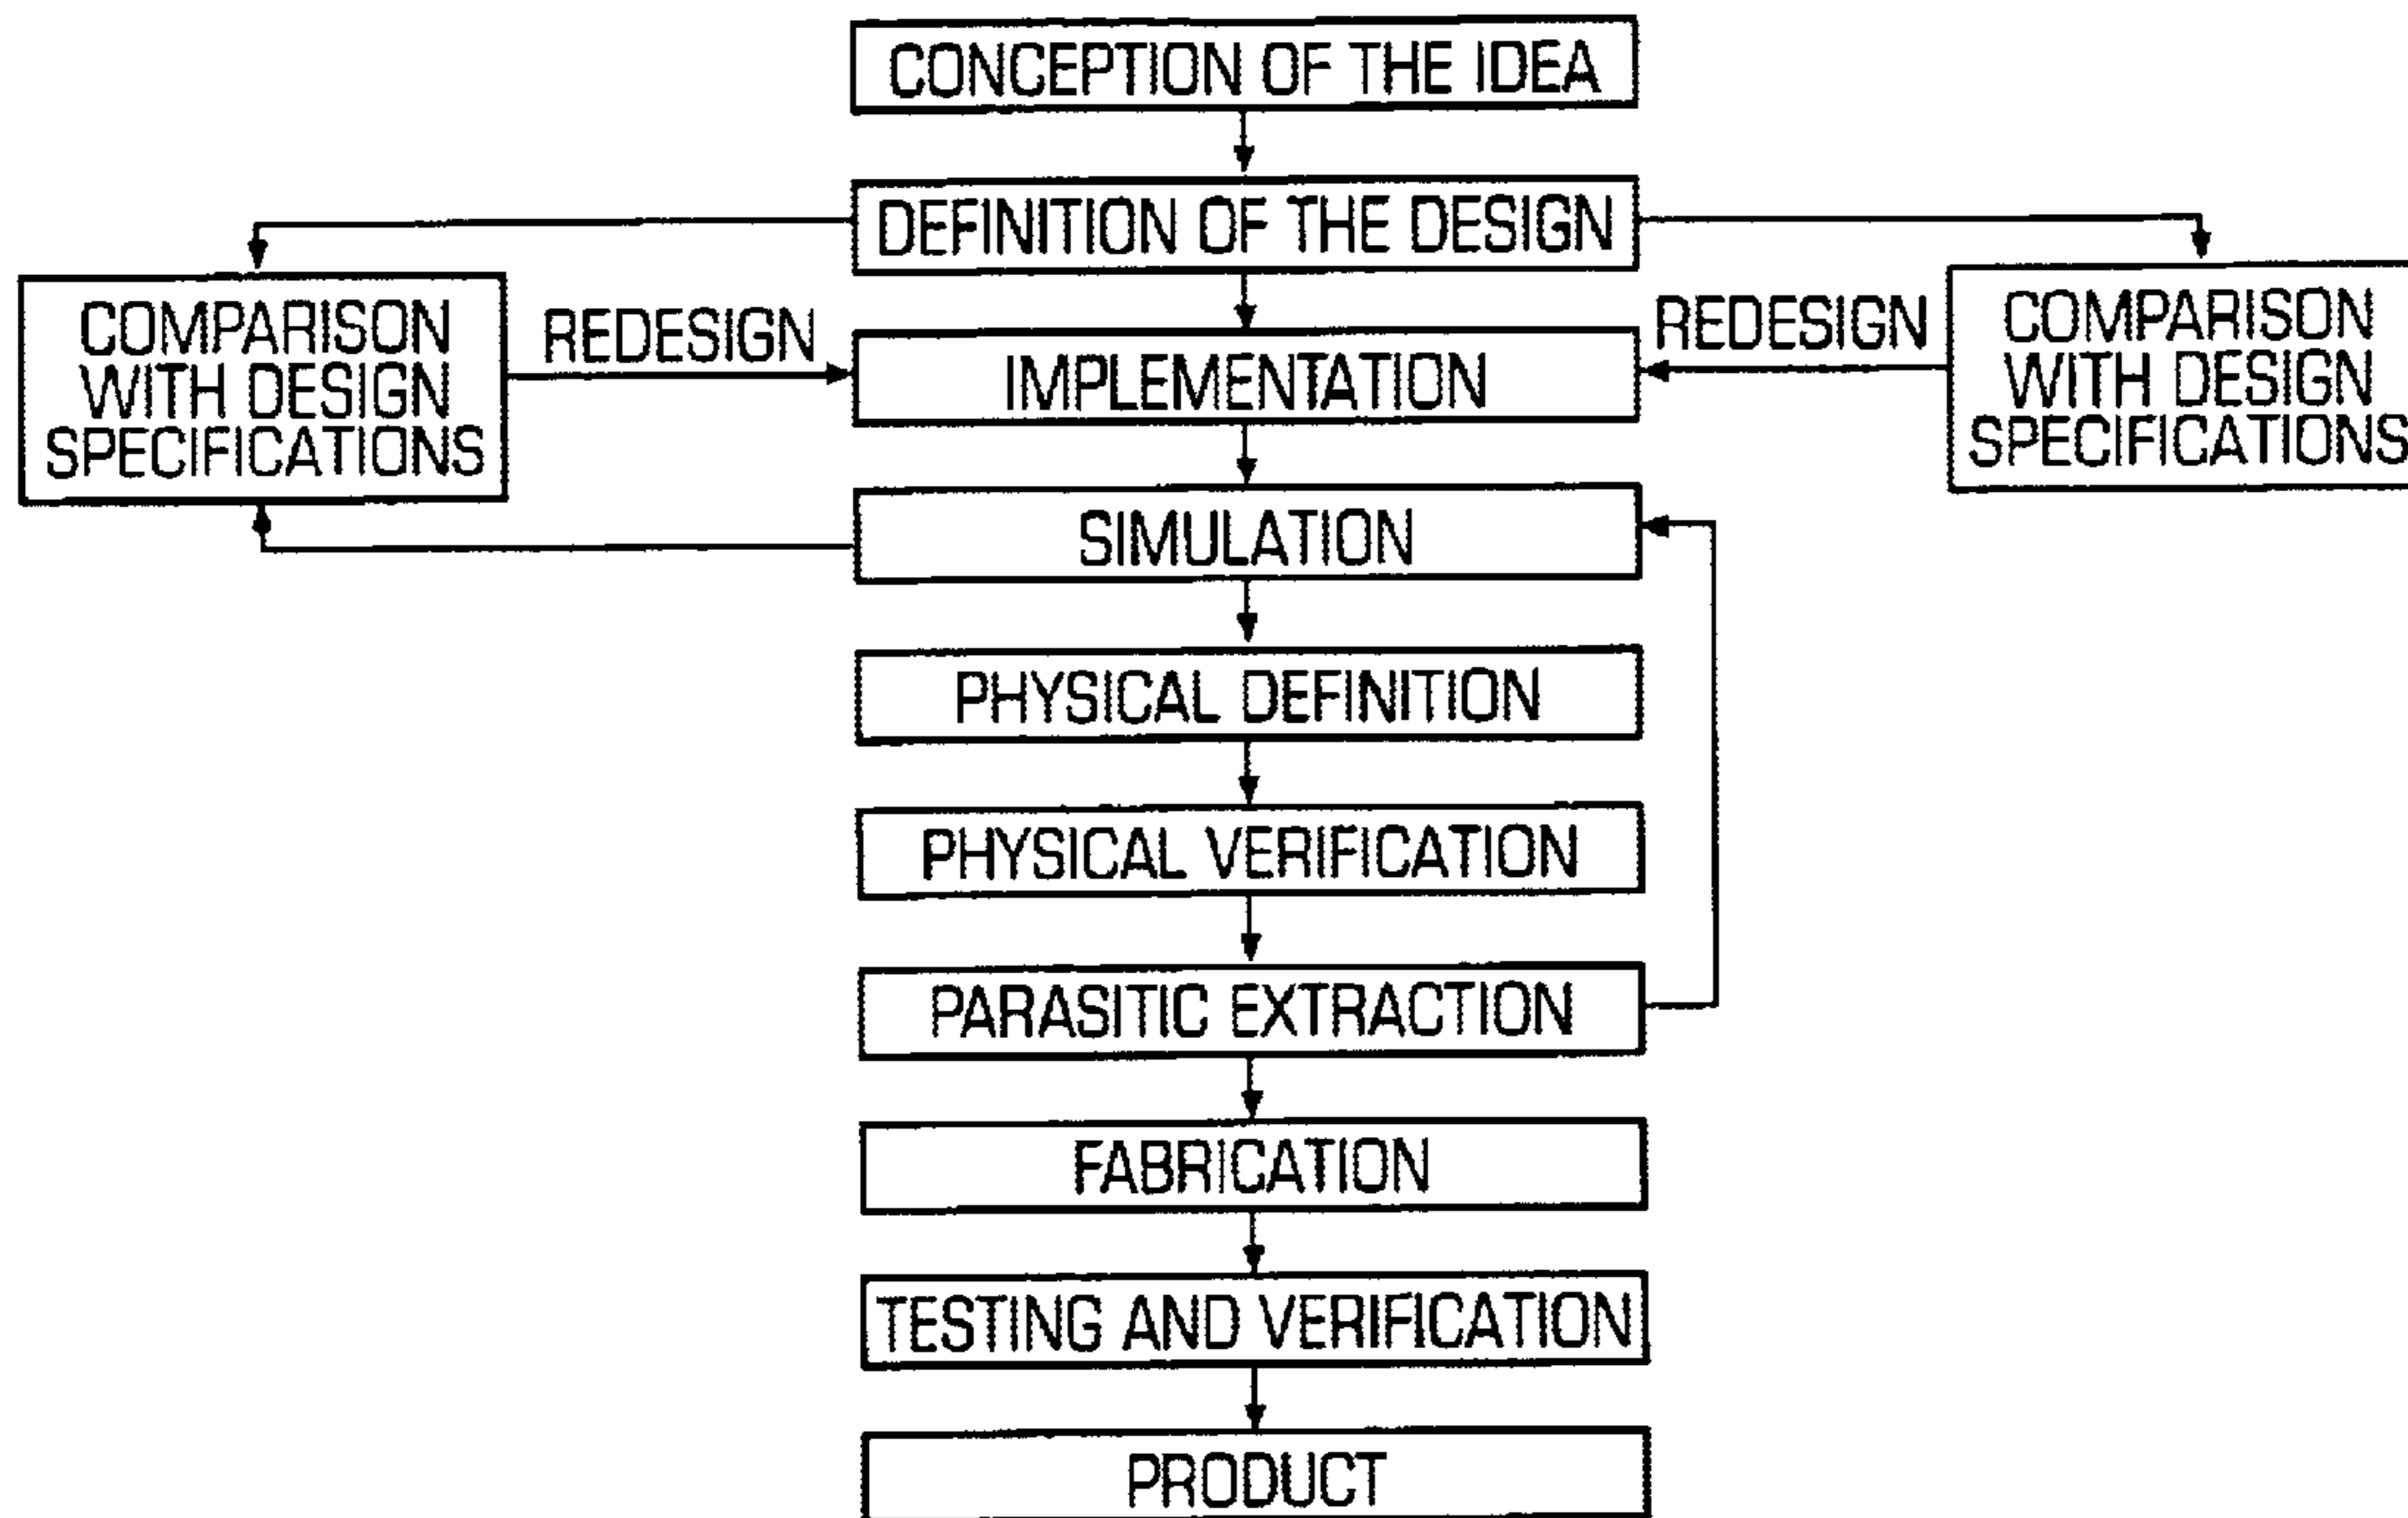 CONCEPTION OF THE IDEA
DEFINITION OF THE DESIGN
COMPARISON
WITH DESIGN
SPECIFICATIONS
REDESIGN
IMPLEMENTATION
REDESIGN
COMPARISON
WITH DESIGN
SPECIFICATIONS
SIMULATION
PHYSICAL DEFINITION
PHYSICAL VERIFICATION
PARASITIC EXTRACTION
FABRICATION
TESTING AND VERIFICATION
PRODUCT